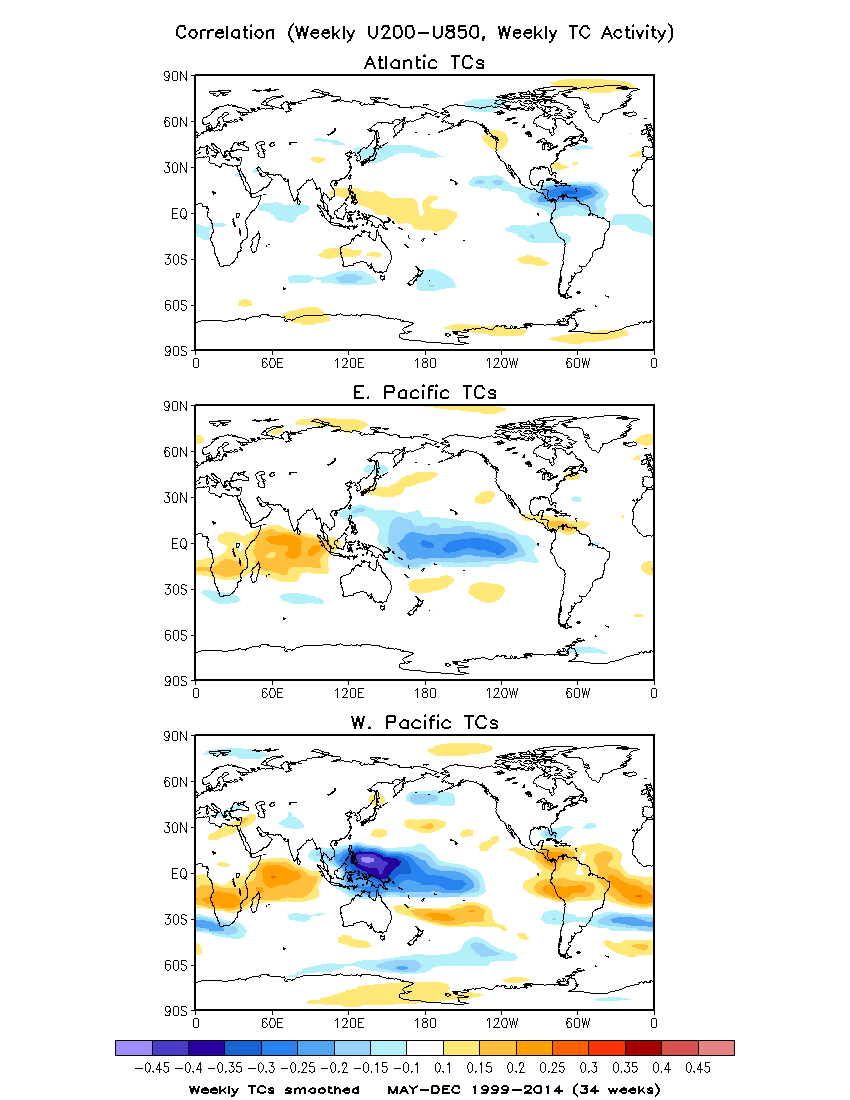 Correlation (Weekly U200-U850, Weekly TC Activity)
Atlantic TCs
90N
60N
30N
EQ
30S
60S
90S
0 60E 120E 180 120W 60W 0
E. Pacific TCs
90N
60N
30N
EQ
30S
60S
90S
0 60E 120E 180 120W 60W 0
W. Pacific TCs
90N
60N
30N
EQ
30S
60S
90S
0 60E 120E 180 120W 60W 0
-0.45 -0.4 -0.35 -0.3 -0.25 -0.2 -0.15 -0.1 0.1 0.15 0.2 0.25 0.3 0.35 0.4 0.45
Weekly TCs smoothed MAY-DEC 1999-2014 (34 weeks)